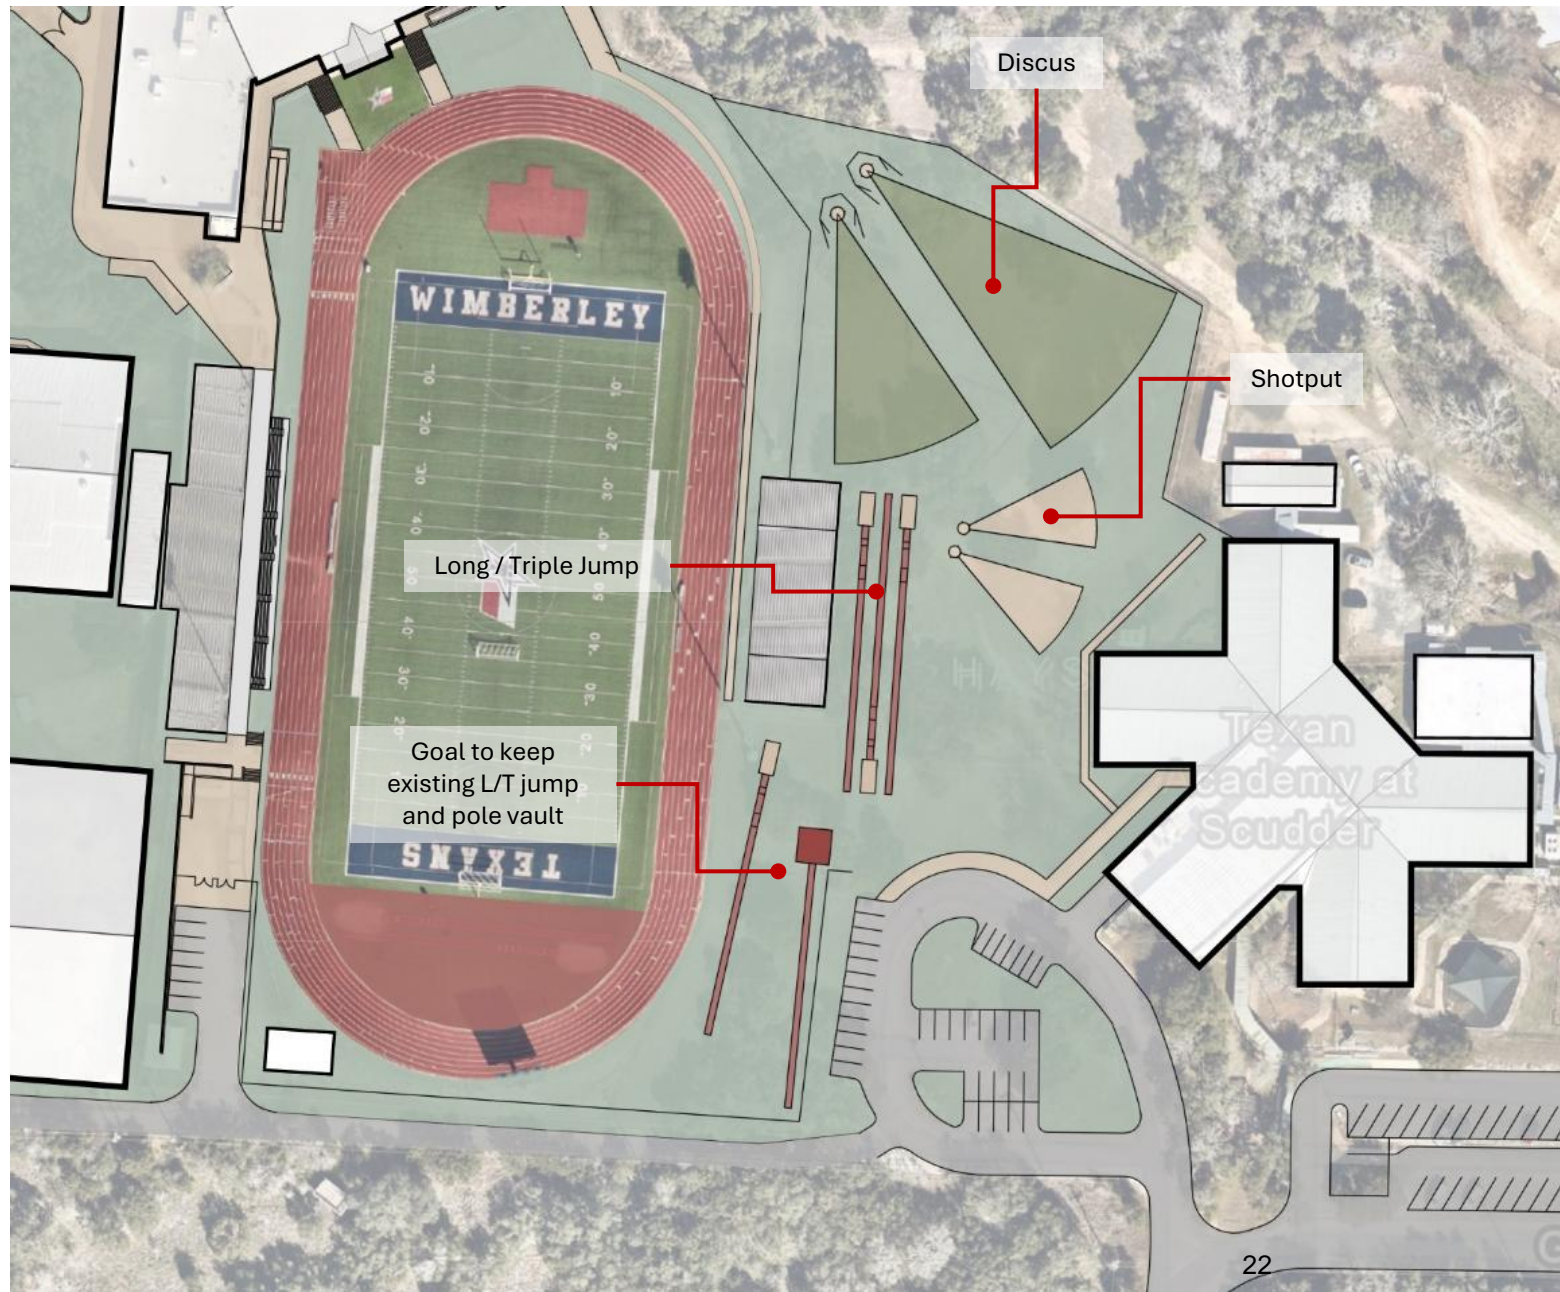 Discus
WIMBERLEY
Shotput
Long / Triple Jump
HAYS
Goal to keep
existing L/T jump
and pole vault
Texan
Academy at
Scudder
TEXANS
22